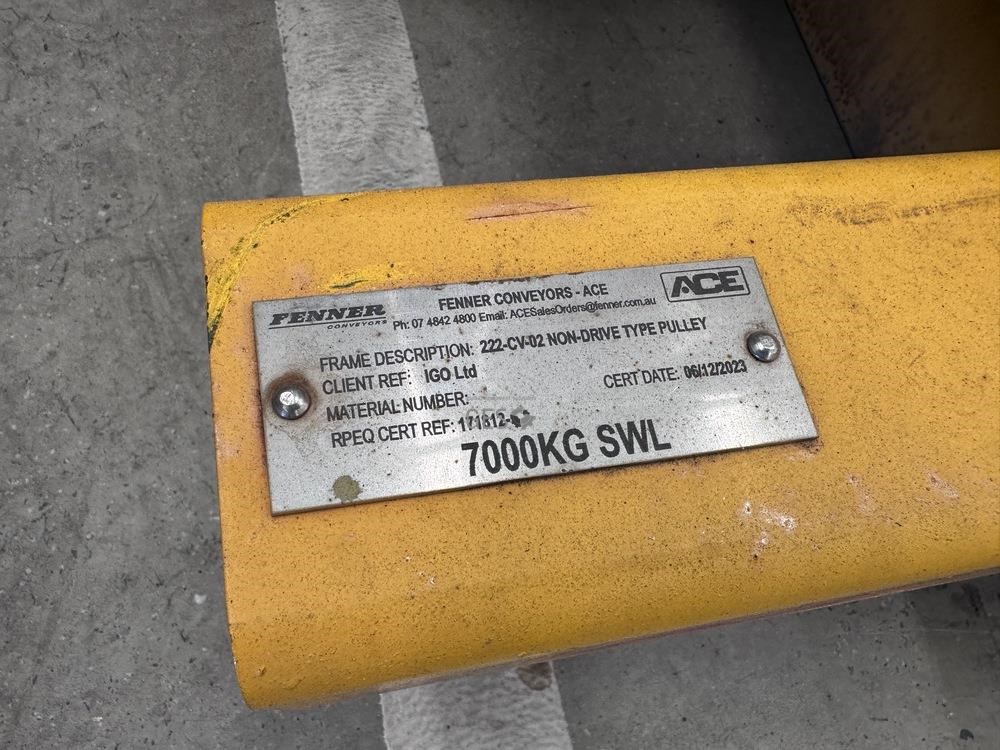 FENNER
CONVEYORS
FENNER CONVEYORS - ACE
ACE
Ph: 07 4842 4800 Email: ACESalesOrders@fenner.com.au
FRAME DESCRIPTION: 222-CV-02 NON-DRIVE TYPE PULLEY
CLIENT REF: IGO Ltd
CERT DATE: 06/12/2023
MATERIAL NUMBER:
RPEQ CERT REF:
7000KG SWL